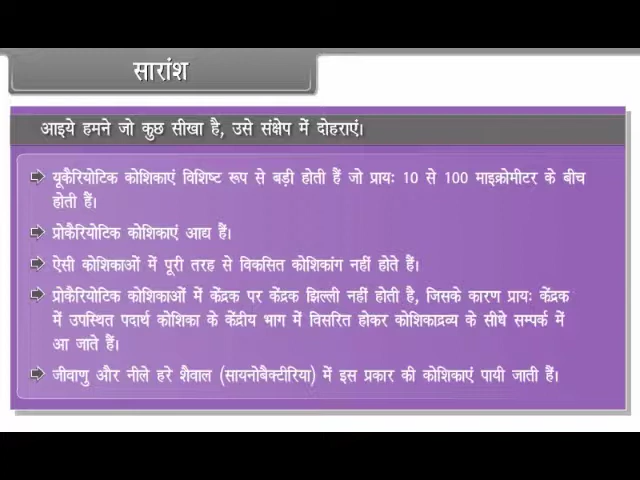 सारांश
आइये हमने जो कुछ सीखा है, उसे संक्षेप में दोहराएं।
यूकैरियोटिक कोशिकाएं विशिष्ट रूप से बड़ी होती हैं जो प्रायः 10 से 100 माइक्रोमीटर के बीच
होती हैं।
प्रोकैरियोटिक कोशिकाएं आद्य हैं।
ऐसी कोशिकाओं में पूरी तरह से विकसित कोशिकांग नहीं होते हैं।
प्रोकैरियोटिक कोशिकाओं में केंद्रक पर केंद्रक झिल्ली नहीं होती है, जिसके कारण प्रायः केंद्रक
में उपस्थित पदार्थ कोशिका के केंद्रीय भाग में विसरित होकर कोशिकाद्रव्य के सीधे सम्पर्क में
आ जाते हैं।
जीवाणु और नीले हरे शैवाल (सायनोबैक्टीरिया) में इस प्रकार की कोशिकाएं पायी जाती हैं।